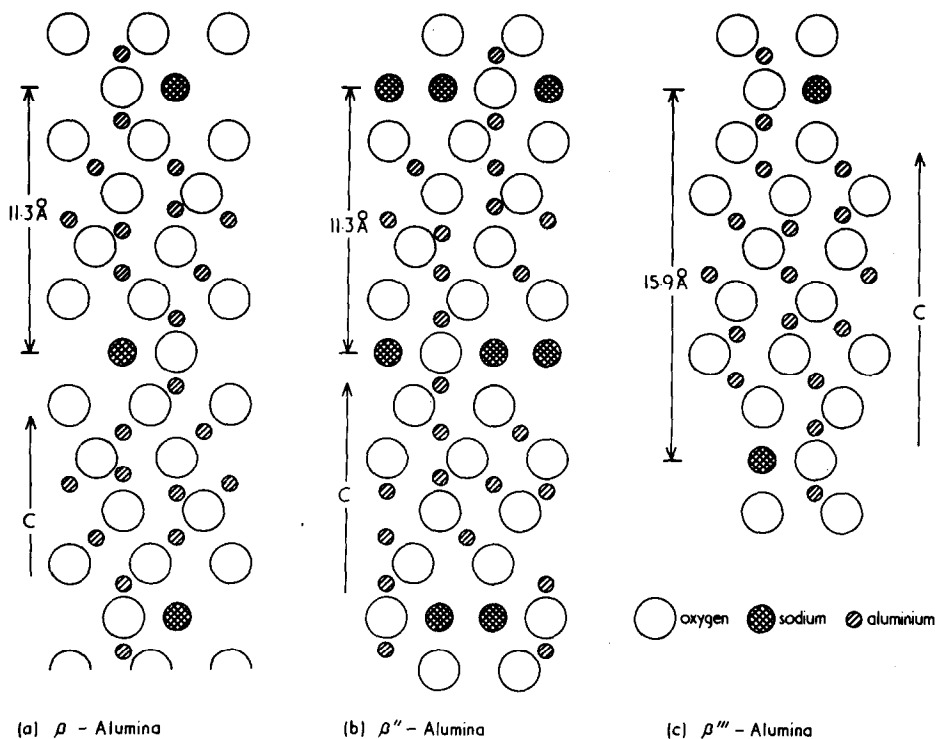 11.3Å
C
11.3Å
C
15.9Å
C
oxygen sodium aluminium
(a) β - Alumina
(b) β″ - Alumina
(c) β‴ - Alumina